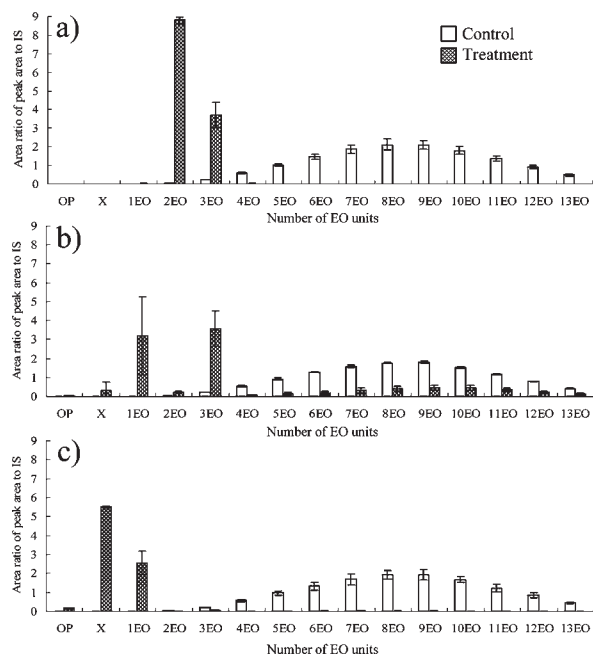 a)
Area ratio of peak area to IS
9
8
7
6
5
4
3
2
1
0
Control
Treatment
OP X 1EO 2EO 3EO 4EO 5EO 6EO 7EO 8EO 9EO 10EO 11EO 12EO 13EO
Number of EO units
b)
Area ratio of peak area to IS
9
8
7
6
5
4
3
2
1
0
OP X 1EO 2EO 3EO 4EO 5EO 6EO 7EO 8EO 9EO 10EO 11EO 12EO 13EO
Number of EO units
c)
Area ratio of peak area to IS
9
8
7
6
5
4
3
2
1
0
OP X 1EO 2EO 3EO 4EO 5EO 6EO 7EO 8EO 9EO 10EO 11EO 12EO 13EO
Number of EO units